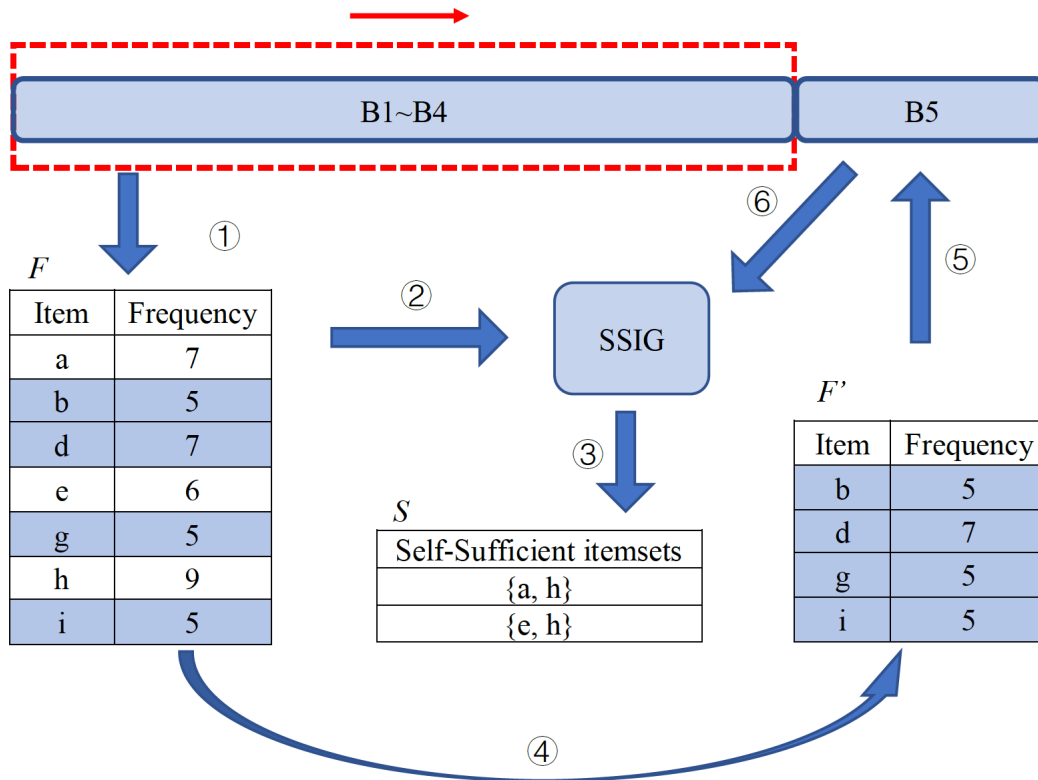 B1~B4
B5
①
⑥
⑤
F
②
Item Frequency
a 7
b 5
d 7
e 6
g 5
h 9
i 5
SSIG
③
F’
Item Frequency
b 5
d 7
g 5
i 5
S
Self-Sufficient itemsets
{a, h}
{e, h}
④